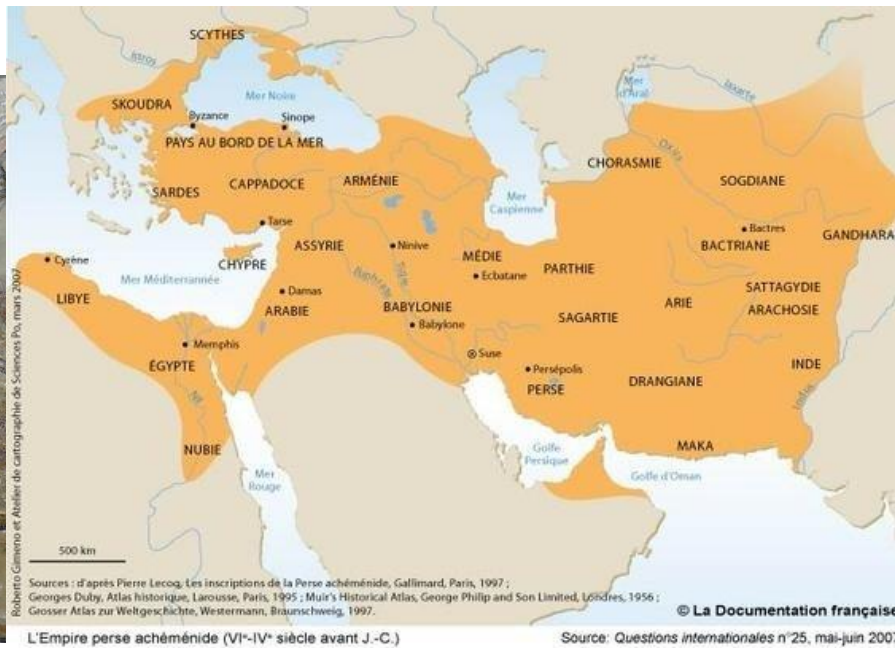 SCYTHES
Istros
SKOUDRA
Mer Noire
Byzance
Sinope
PAYS AU BORD DE LA MER
Mer
d'Aral
Iaxarte
Oxus
CHORASMIE
SOGDIANE
SARDES
CAPPADOCE
ARMÉNIE
Mer
Caspienne
Tarse
ASSYRIE
Ninive
MÉDIE
Ecbatane
PARTHIE
Bactres
BACTRIANE
GANDHARA
Cyrène
Mer Méditerrannée
CHYPRE
Damas
ARABIE
Euphrate
Tigre
BABYLONIE
Babylone
SAGARTIE
ARIE
SATTAGYDIE
ARACHOSIE
LIBYE
Memphis
ÉGYPTE
Suse
Persépolis
PERSE
DRANGIANE
INDE
Indus
Nil
NUBIE
Mer
Rouge
Golfe
Persique
MAKA
Golfe d'Oman
500 km
Roberto Gimeno et Atelier de cartographie de Sciences Po, mars 2007
Sources : d'après Pierre Lecoq, Les inscriptions de la Perse achéménide, Gallimard, Paris, 1997 ;
Georges Duby, Atlas historique, Larousse, Paris, 1995 ; Muir's Historical Atlas, George Philip and Son Limited, Londres, 1956 ;
Grosser Atlas zur Weltgeschichte, Westermann, Braunschweig, 1997.
© La Documentation française
L'Empire perse achéménide (VIᵉ-IVᵉ siècle avant J.-C.)
Source: Questions internationales n°25, mai-juin 2007